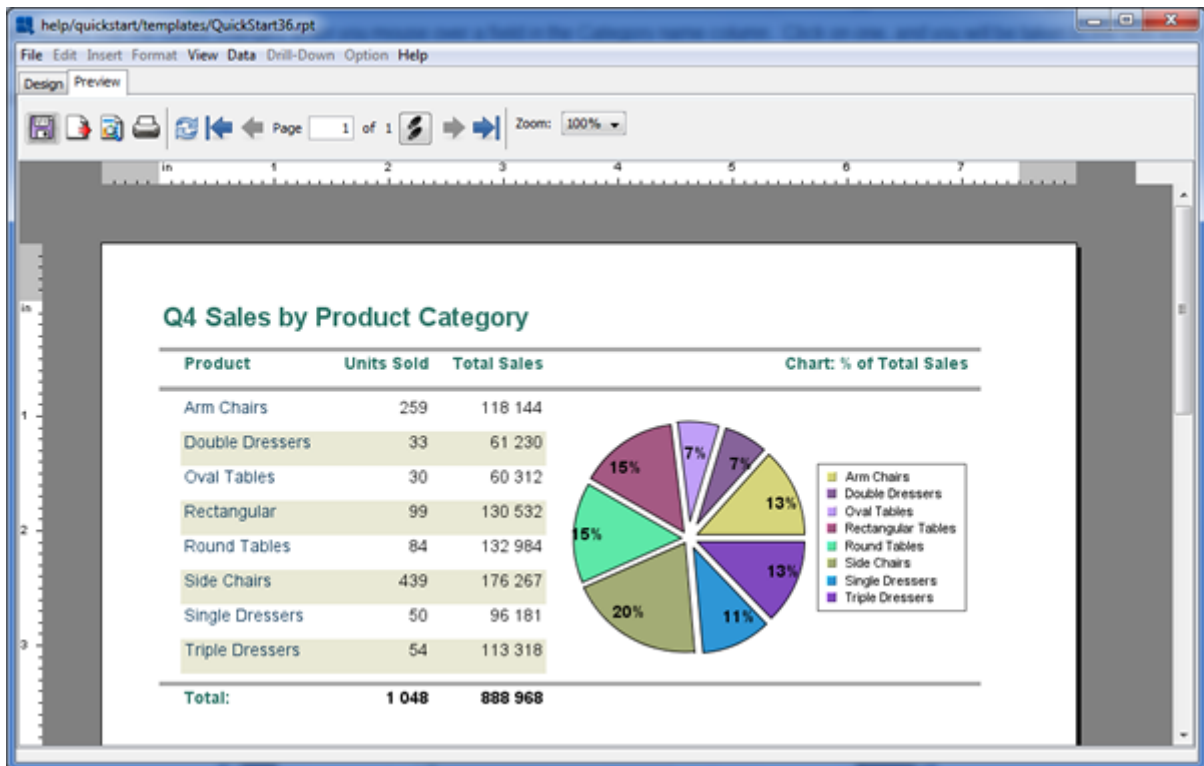 help/quickstart/templates/QuickStart36.rpt
File Edit Insert Format View Data Drill-Down Option Help
Design Preview
Page 1 of 1 Zoom: 100%
in 1 2 3 4 5 6 7
in
1
2
3
Q4 Sales by Product Category
Product Units Sold Total Sales Chart: % of Total Sales
Arm Chairs 259 118 144
Double Dressers 33 61 230
Oval Tables 30 60 312
Rectangular 99 130 532
Round Tables 84 132 984
Side Chairs 439 176 267
Single Dressers 50 96 181
Triple Dressers 54 113 318
Total: 1 048 888 968
7%
7%
15%
13%
15%
13%
20%
11%
Arm Chairs
Double Dressers
Oval Tables
Rectangular Tables
Round Tables
Side Chairs
Single Dressers
Triple Dressers